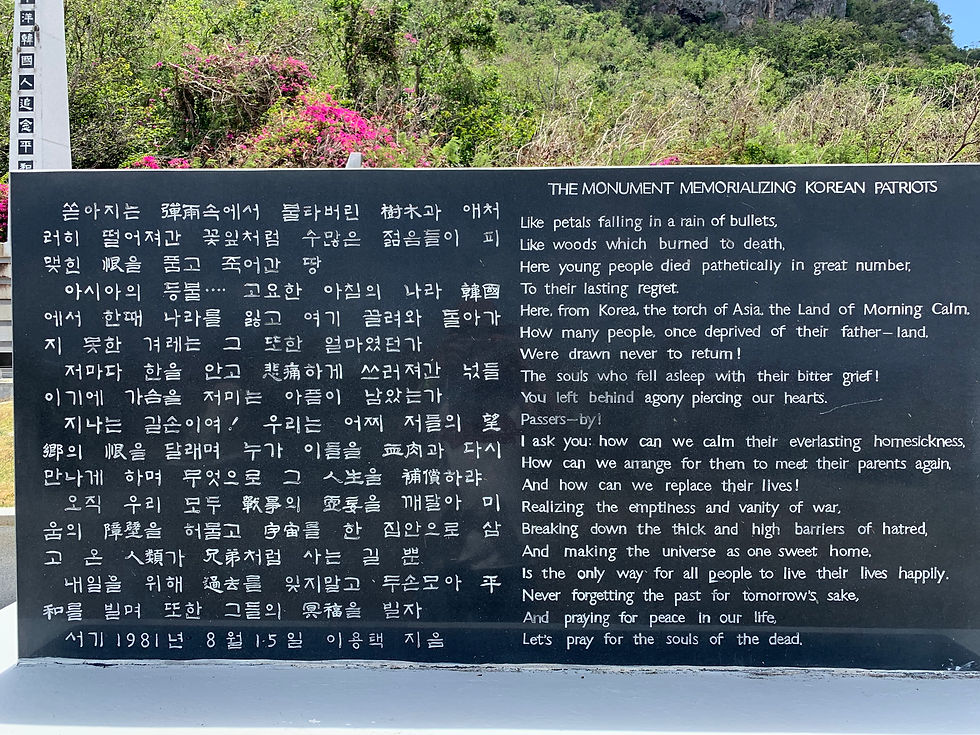 洋
韓
國
人
追
念
平
和
쏟아지는 彈雨속에서 불타버린 樹木과 애처
러히 떨어져간 꽃잎처럼 수많은 젊음들이 피
맺힌 恨을 품고 죽어간 땅
아시아의 등불···· 고요한 아침의 나라 韓國
에서 한때 나라를 잃고 여기 끌려와 돌아가
지 못한 겨레는 그 또한 얼마였던가
저마다 한을 안고 悲痛하게 쓰러져간 넋들
이기에 가슴을 저미는 아픔이 남았는가
지나는 길손이여! 우리는 어찌 저들의 望
鄕의 恨을 달래며 누가 이들을 血肉과 다시
만나게 하며 무엇으로 그 人生을 補償하랴
오직 우리 모두 戰爭의 虛妄을 깨달아 미
움의 障壁을 허물고 宇宙를 한 집안으로 삼
고 온 人類가 兄弟처럼 사는 길 뿐
내일을 위해 過去를 잊지말고 두손모아 平
和를 빌며 또한 그들의 冥福을 빌자
서기 1981년 8월 15일 이용택 지음
THE MONUMENT MEMORIALIZING KOREAN PATRIOTS
Like petals falling in a rain of bullets,
Like woods which burned to death,
Here young people died pathetically in great number,
To their lasting regret.
Here, from Korea, the torch of Asia, the Land of Morning Calm.
How many people, once deprived of their father-land,
Were drawn never to return!
The souls who fell asleep with their bitter grief!
You left behind agony piercing our hearts.
Passers-by!
I ask you: how can we calm their everlasting homesickness,
How can we arrange for them to meet their parents again,
And how can we replace their lives!
Realizing the emptiness and vanity of war,
Breaking down the thick and high barriers of hatred,
And making the universe as one sweet home,
Is the only way for all people to live their lives happily.
Never forgetting the past for tomorrow's sake,
And praying for peace in our life,
Let's pray for the souls of the dead.